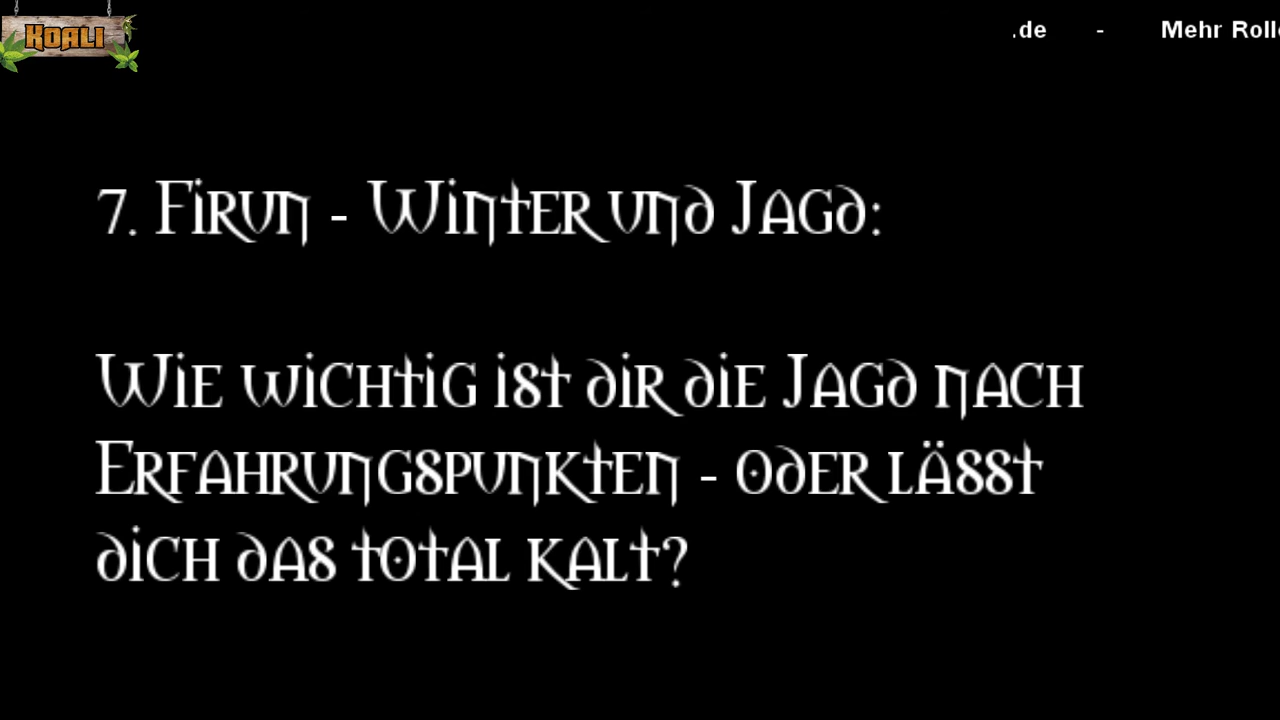 KOALI
.de - Mehr
7. Firun - Winter und Jagd:
Wie wichtig ist dir die Jagd nach
Erfahrungspunkten - oder lässt
dich das total kalt?